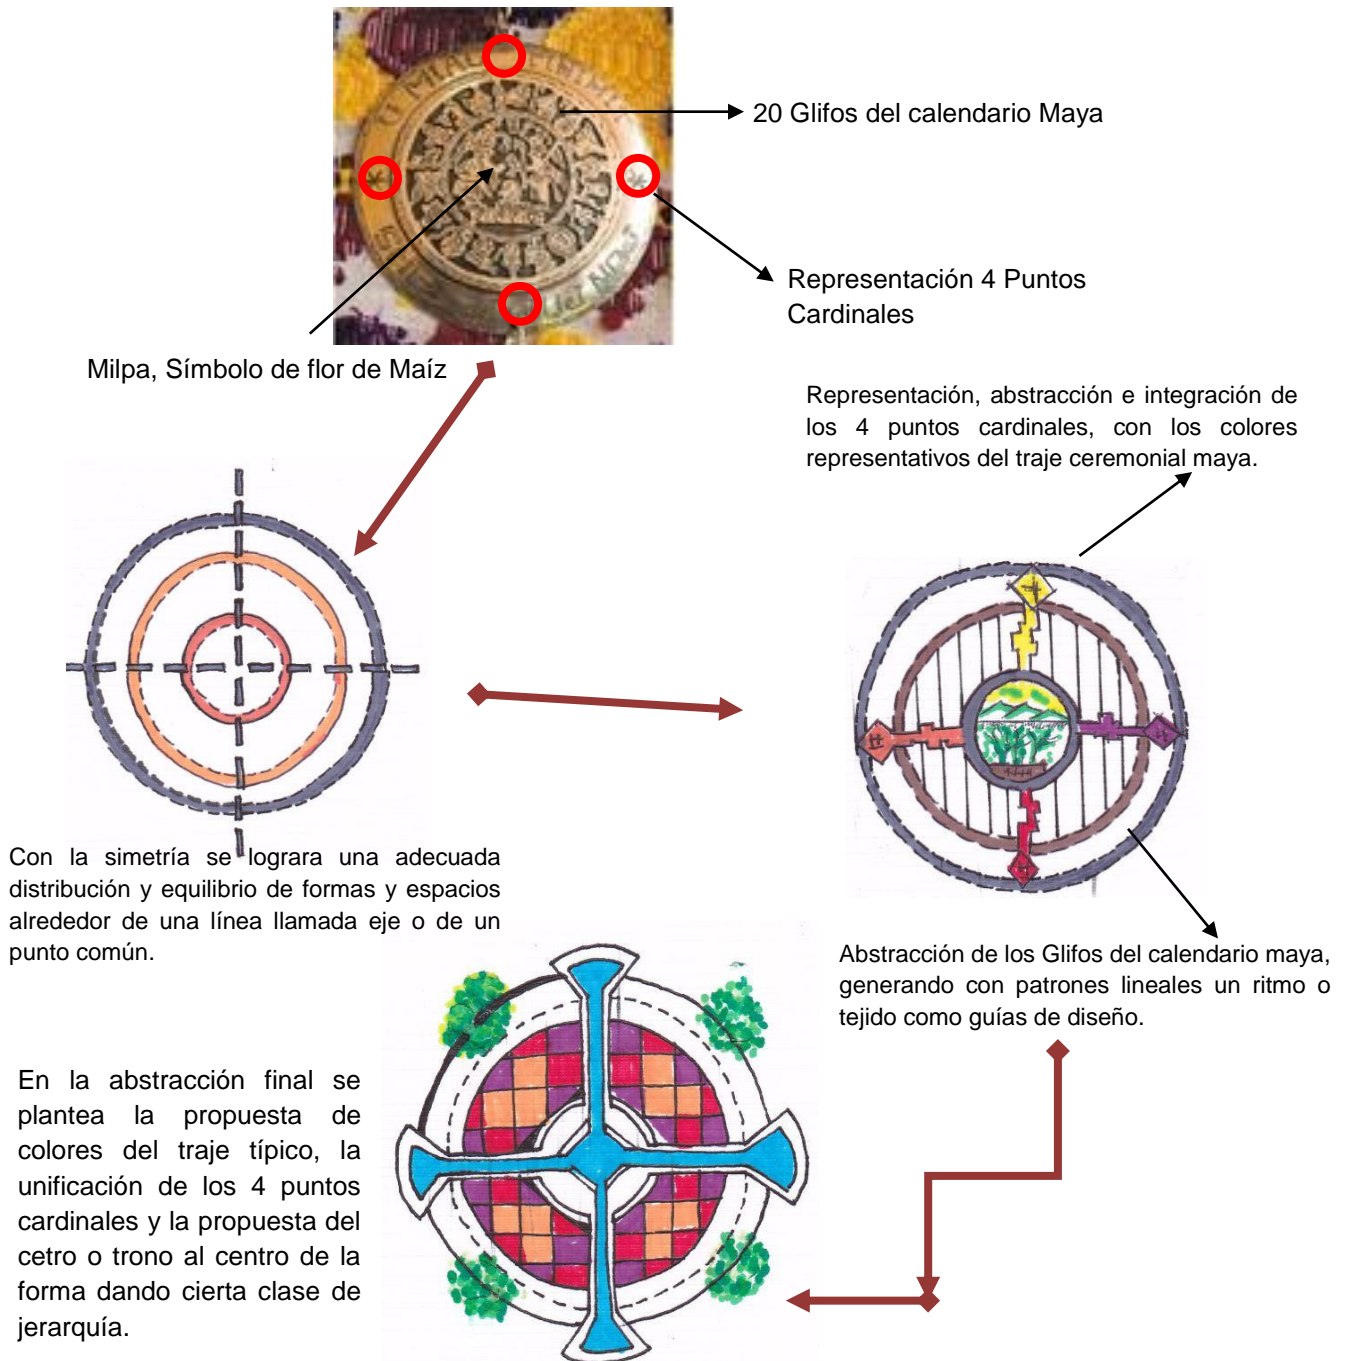 20 Glifos del calendario Maya
Representación 4 Puntos
Cardinales
Milpa, Símbolo de flor de Maíz
Representación, abstracción e integración de
los 4 puntos cardinales, con los colores
representativos del traje ceremonial maya.
Con la simetría se lograra una adecuada
distribución y equilibrio de formas y espacios
alrededor de una línea llamada eje o de un
punto común.
Abstracción de los Glifos del calendario maya,
generando con patrones lineales un ritmo o
tejido como guías de diseño.
En la abstracción final se
plantea la propuesta de
colores del traje típico, la
unificación de los 4 puntos
cardinales y la propuesta del
cetro o trono al centro de la
forma dando cierta clase de
jerarquía.